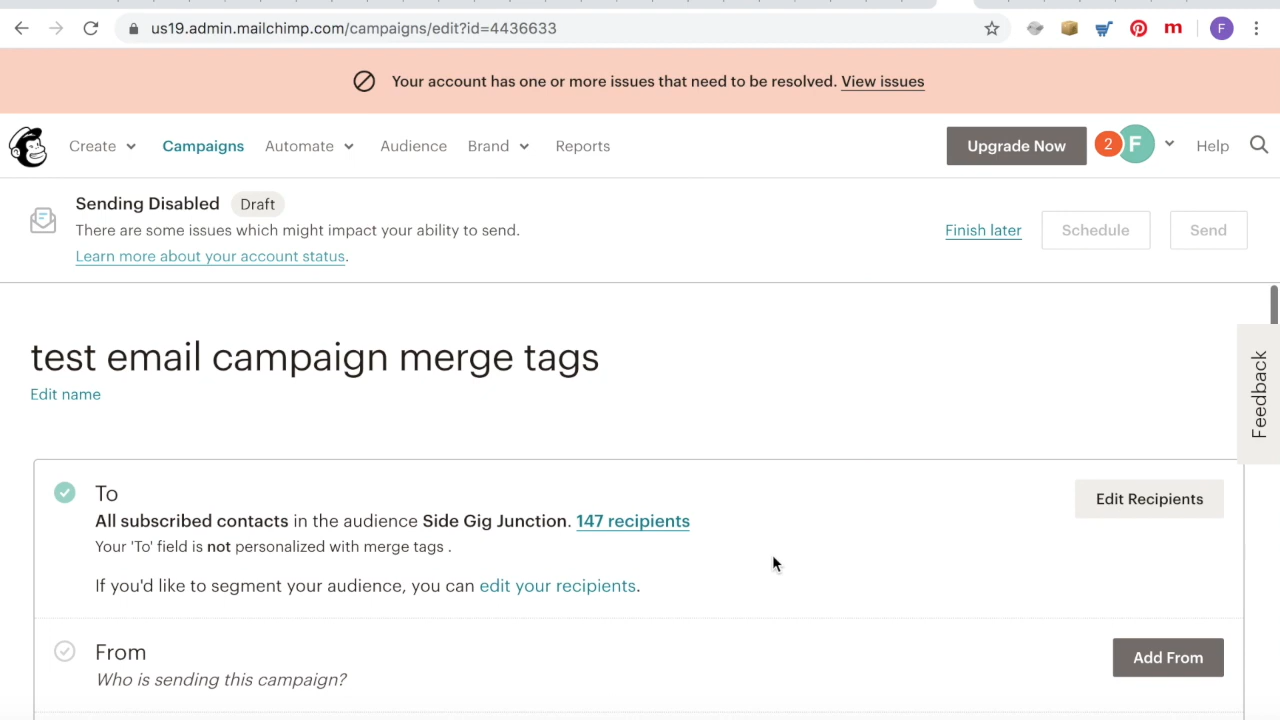 us19.admin.mailchimp.com/campaigns/edit?id=4436633
m
F
Your account has one or more issues that need to be resolved. View issues
Create Campaigns Automate Audience Brand Reports Upgrade Now 2 F Help
Sending Disabled Draft
There are some issues which might impact your ability to send.
Learn more about your account status.
Finish later Schedule Send
test email campaign merge tags
Edit name
Feedback
To
All subscribed contacts in the audience Side Gig Junction. 147 recipients
Your 'To' field is not personalized with merge tags .
If you'd like to segment your audience, you can edit your recipients.
Edit Recipients
From
Who is sending this campaign?
Add From